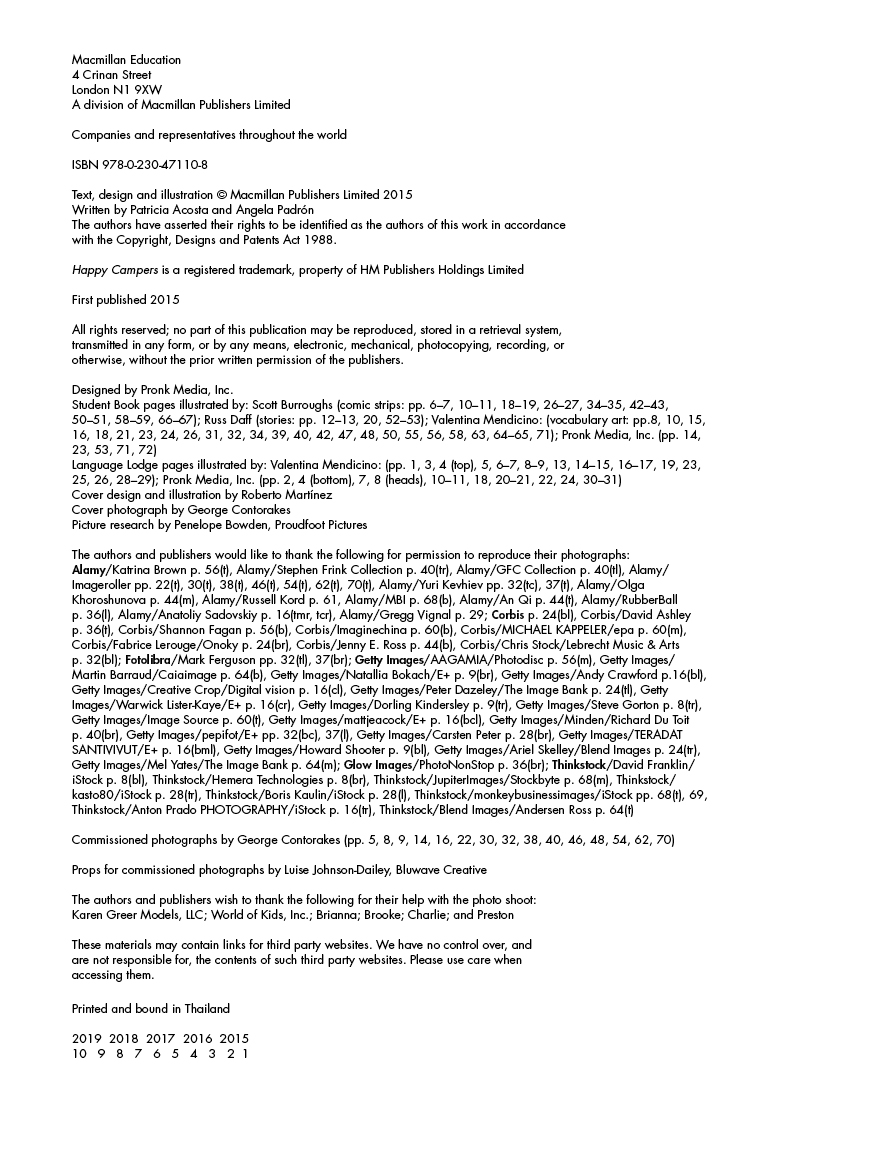 Macmillan Education
4 Crinan Street
London N1 9XW
A division of Macmillan Publishers Limited
Companies and representatives throughout the world
ISBN 978-0-230-47110-8
Text, design and illustration © Macmillan Publishers Limited 2015
Written by Patricia Acosta and Angela Padrón
The authors have asserted their rights to be identified as the authors of this work in accordance
with the Copyright, Designs and Patents Act 1988.
Happy Campers is a registered trademark, property of HM Publishers Holdings Limited
First published 2015
All rights reserved; no part of this publication may be reproduced, stored in a retrieval system,
transmitted in any form, or by any means, electronic, mechanical, photocopying, recording, or
otherwise, without the prior written permission of the publishers.
Designed by Pronk Media, Inc.
Student Book pages illustrated by: Scott Burroughs (comic strips: pp. 6–7, 10–11, 18–19, 26–27, 34–35, 42–43,
50–51, 58–59, 66–67); Russ Daff (stories: pp. 12–13, 20, 52–53); Valentina Mendicino: (vocabulary art: pp.8, 10, 15,
16, 18, 21, 23, 24, 26, 31, 32, 34, 39, 40, 42, 47, 48, 50, 55, 56, 58, 63, 64–65, 71); Pronk Media, Inc. (pp. 14,
23, 53, 71, 72)
Language Lodge pages illustrated by: Valentina Mendicino: (pp. 1, 3, 4 (top), 5, 6–7, 8–9, 13, 14–15, 16–17, 19, 23,
25, 26, 28–29); Pronk Media, Inc. (pp. 2, 4 (bottom), 7, 8 (heads), 10–11, 18, 20–21, 22, 24, 30–31)
Cover design and illustration by Roberto Martínez
Cover photograph by George Contorakes
Picture research by Penelope Bowden, Proudfoot Pictures
The authors and publishers would like to thank the following for permission to reproduce their photographs:
Alamy/Katrina Brown p. 56(t), Alamy/Stephen Frink Collection p. 40(tr), Alamy/GFC Collection p. 40(tl), Alamy/
Imageroller pp. 22(t), 30(t), 38(t), 46(t), 54(t), 62(t), 70(t), Alamy/Yuri Kevhiev pp. 32(tc), 37(t), Alamy/Olga
Khoroshunova p. 44(m), Alamy/Russell Kord p. 61, Alamy/MBI p. 68(b), Alamy/An Qi p. 44(t), Alamy/RubberBall
p. 36(l), Alamy/Anatoliy Sadovskiy p. 16(tmr, tcr), Alamy/Gregg Vignal p. 29; Corbis p. 24(bl), Corbis/David Ashley
p. 36(t), Corbis/Shannon Fagan p. 56(b), Corbis/Imaginechina p. 60(b), Corbis/MICHAEL KAPPELER/epa p. 60(m),
Corbis/Fabrice Lerouge/Onoky p. 24(br), Corbis/Jenny E. Ross p. 44(b), Corbis/Chris Stock/Lebrecht Music & Arts
p. 32(bl); Fotolibra/Mark Ferguson pp. 32(tl), 37(br); Getty Images/AAGAMIA/Photodisc p. 56(m), Getty Images/
Martin Barraud/Caiaimage p. 64(b), Getty Images/Natallia Bokach/E+ p. 9(br), Getty Images/Andy Crawford p.16(bl),
Getty Images/Creative Crop/Digital vision p. 16(cl), Getty Images/Peter Dazeley/The Image Bank p. 24(tl), Getty
Images/Warwick Lister-Kaye/E+ p. 16(cr), Getty Images/Dorling Kindersley p. 9(tr), Getty Images/Steve Gorton p. 8(tr),
Getty Images/Image Source p. 60(t), Getty Images/mattjeacock/E+ p. 16(bcl), Getty Images/Minden/Richard Du Toit
p. 40(br), Getty Images/pepifot/E+ pp. 32(bc), 37(l), Getty Images/Carsten Peter p. 28(br), Getty Images/TERADAT
SANTIVIVUT/E+ p. 16(bml), Getty Images/Howard Shooter p. 9(bl), Getty Images/Ariel Skelley/Blend Images p. 24(tr),
Getty Images/Mel Yates/The Image Bank p. 64(m); Glow Images/PhotoNonStop p. 36(br); Thinkstock/David Franklin/
iStock p. 8(bl), Thinkstock/Hemera Technologies p. 8(br), Thinkstock/JupiterImages/Stockbyte p. 68(m), Thinkstock/
kasto80/iStock p. 28(tr), Thinkstock/Boris Kaulin/iStock p. 28(l), Thinkstock/monkeybusinessimages/iStock pp. 68(t), 69,
Thinkstock/Anton Prado PHOTOGRAPHY/iStock p. 16(tr), Thinkstock/Blend Images/Andersen Ross p. 64(t)
Commissioned photographs by George Contorakes (pp. 5, 8, 9, 14, 16, 22, 30, 32, 38, 40, 46, 48, 54, 62, 70)
Props for commissioned photographs by Luise Johnson-Dailey, Bluwave Creative
The authors and publishers wish to thank the following for their help with the photo shoot:
Karen Greer Models, LLC; World of Kids, Inc.; Brianna; Brooke; Charlie; and Preston
These materials may contain links for third party websites. We have no control over, and
are not responsible for, the contents of such third party websites. Please use care when
accessing them.
Printed and bound in Thailand
2019 2018 2017 2016 2015
10 9 8 7 6 5 4 3 2 1